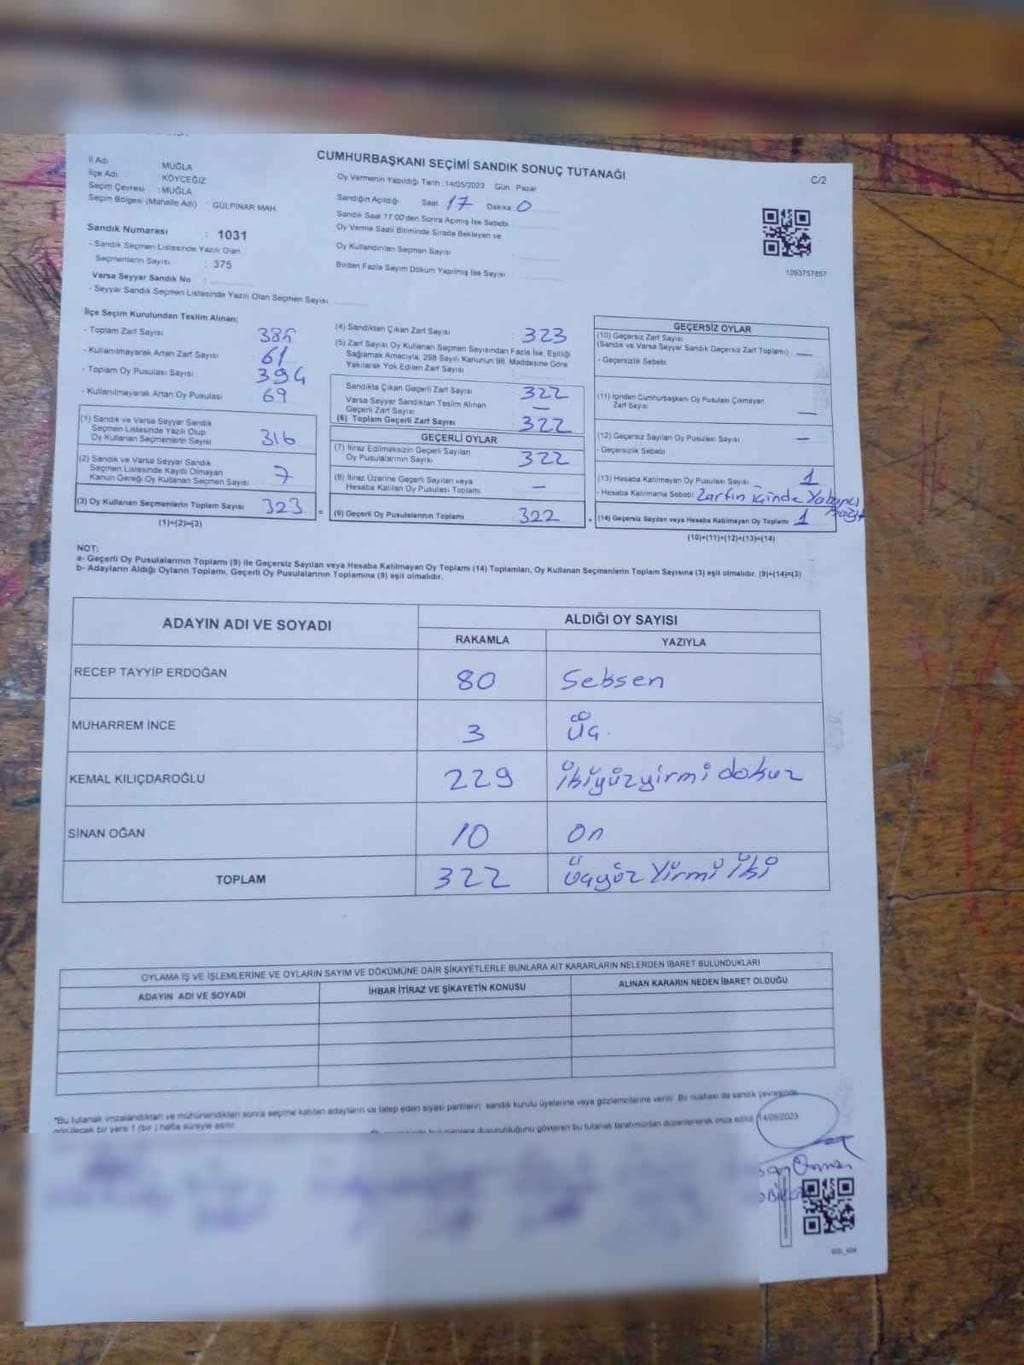 CUMHURBAŞKANI SEÇİMİ SANDIK SONUÇ TUTANAĞI
C/2
İl Adı : MUĞLA
İlçe Adı : KÖYCEĞİZ
Seçim Çevresi : MUĞLA
Seçim Bölgesi (Mahalle Adı) : GÜLPINAR MAH.
Sandık Numarası : 1031
- Sandık Seçmen Listesinde Yazılı Olan
Seçmenlerin Sayısı : 375
Varsa Seyyar Sandık No :
- Seyyar Sandık Seçmen Listesinde Yazılı Olan Seçmen Sayısı
Oy Vermenin Yapıldığı Tarih :14/05/2023 Gün : Pazar
Sandığın Açıldığı Saat 17 Dakika 0
Sandık Saat 17:00'den Sonra Açılmış İse Sebebi
Oy Verme Saati Bitiminde Sırada Bekleyen ve
Oy Kullandırılan Seçmen Sayısı
Birden Fazla Sayım Döküm Yapılmış İse Sayısı
1093757857
İlçe Seçim Kurulundan Teslim Alınan;
- Toplam Zarf Sayısı
- Kullanılmayarak Artan Zarf Sayısı 61
- Toplam Oy Pusulası Sayısı 394
- Kullanılmayarak Artan Oy Pusulası 69
(1) Sandık ve Varsa Seyyar Sandık
Seçmen Listesinde Yazılı Olup
Oy Kullanan Seçmenlerin Sayısı 316
(2) Sandık ve Varsa Seyyar Sandık
Seçmen Listesinde Kayıtlı Olmayan
Kanun Gereği Oy Kullanan Seçmen Sayısı 7
(3) Oy Kullanan Seçmenlerin Toplam Sayısı 323
(1)+(2)=(3)
(4) Sandıktan Çıkan Zarf Sayısı : 323
(5) Zarf Sayısı Oy Kullanan Seçmen Sayısından Fazla İse, Eşitliği
Sağlamak Amacıyla, 298 Sayılı Kanunun 98. Maddesine Göre
Yakılarak Yok Edilen Zarf Sayısı
Sandıkta Çıkan Geçerli Zarf Sayısı 322
Varsa Seyyar Sandıktan Teslim Alınan
Geçerli Zarf Sayısı —
(6) Toplam Geçerli Zarf Sayısı 322
GEÇERLİ OYLAR
(7) İtiraz Edilmeksizin Geçerli Sayılan
Oy Pusulalarının Sayısı 322
(8) İtiraz Üzerine Geçerli Sayılan veya
Hesaba Katılan Oy Pusulası Toplamı —
(9) Geçerli Oy Pusulalarının Toplamı 322
GEÇERSİZ OYLAR
(10) Geçersiz Zarf Sayısı
(Sandık ve Varsa Seyyar Sandık Geçersiz Zarf Toplamı) —
- Geçersizlik Sebebi
(11) İçinden Cumhurbaşkanı Oy Pusulası Çıkmayan
Zarf Sayısı —
(12) Geçersiz Sayılan Oy Pusulası Sayısı —
- Geçersizlik Sebebi
(13) Hesaba Katılmayan Oy Pusulası Sayısı 1
- Hesaba Katılmama Sebebi Zarfın içinde Yabancı
(14) Geçersiz Sayılan veya Hesaba Katılmayan Oy Toplamı 1
(10)+(11)+(12)+(13)=(14)
NOT:
a- Geçerli Oy Pusulalarının Toplamı (9) ile Geçersiz Sayılan veya Hesaba Katılmayan Oy Toplamı (14) Toplamları, Oy Kullanan Seçmenlerin Toplam Sayısına (3) eşit olmalıdır. (9)+(14)=(3)
b- Adayların Aldığı Oyların Toplamı, Geçerli Oy Pusulalarının Toplamına (9) eşit olmalıdır.
ADAYIN ADI VE SOYADI
ALDIĞI OY SAYISI
RAKAMLA YAZIYLA
RECEP TAYYİP ERDOĞAN 80 Seksen
MUHARREM İNCE 3 Üç
KEMAL KILIÇDAROĞLU 229 ikiyüzyirmi dokuz
SİNAN OĞAN 10 On
TOPLAM 322 Üçyüz Yirmi İki
OYLAMA İŞ VE İŞLEMLERİNE VE OYLARIN SAYIM VE DÖKÜMÜNE DAİR ŞİKAYETLERLE BUNLARA AİT KARARLARIN NELERDEN İBARET BULUNDUKLARI
ADAYIN ADI VE SOYADI İHBAR İTİRAZ VE ŞİKAYETİN KONUSU ALINAN KARARIN NEDEN İBARET OLDUĞU
*Bu tutanak imzalandıktan ve mühürlendikten sonra seçime katılan adayların ve talep eden siyasi partilerin sandık kurulu üyelerine veya gözlemcilerine verilir. Bir nüshası da sandık çevresinde
görülecek bir yere 1 (bir) hafta süreyle asılır.
duyurulduğunu gösteren bu tutanak tarafımızdan düzenlenerek imza edildi. 14/05/2023